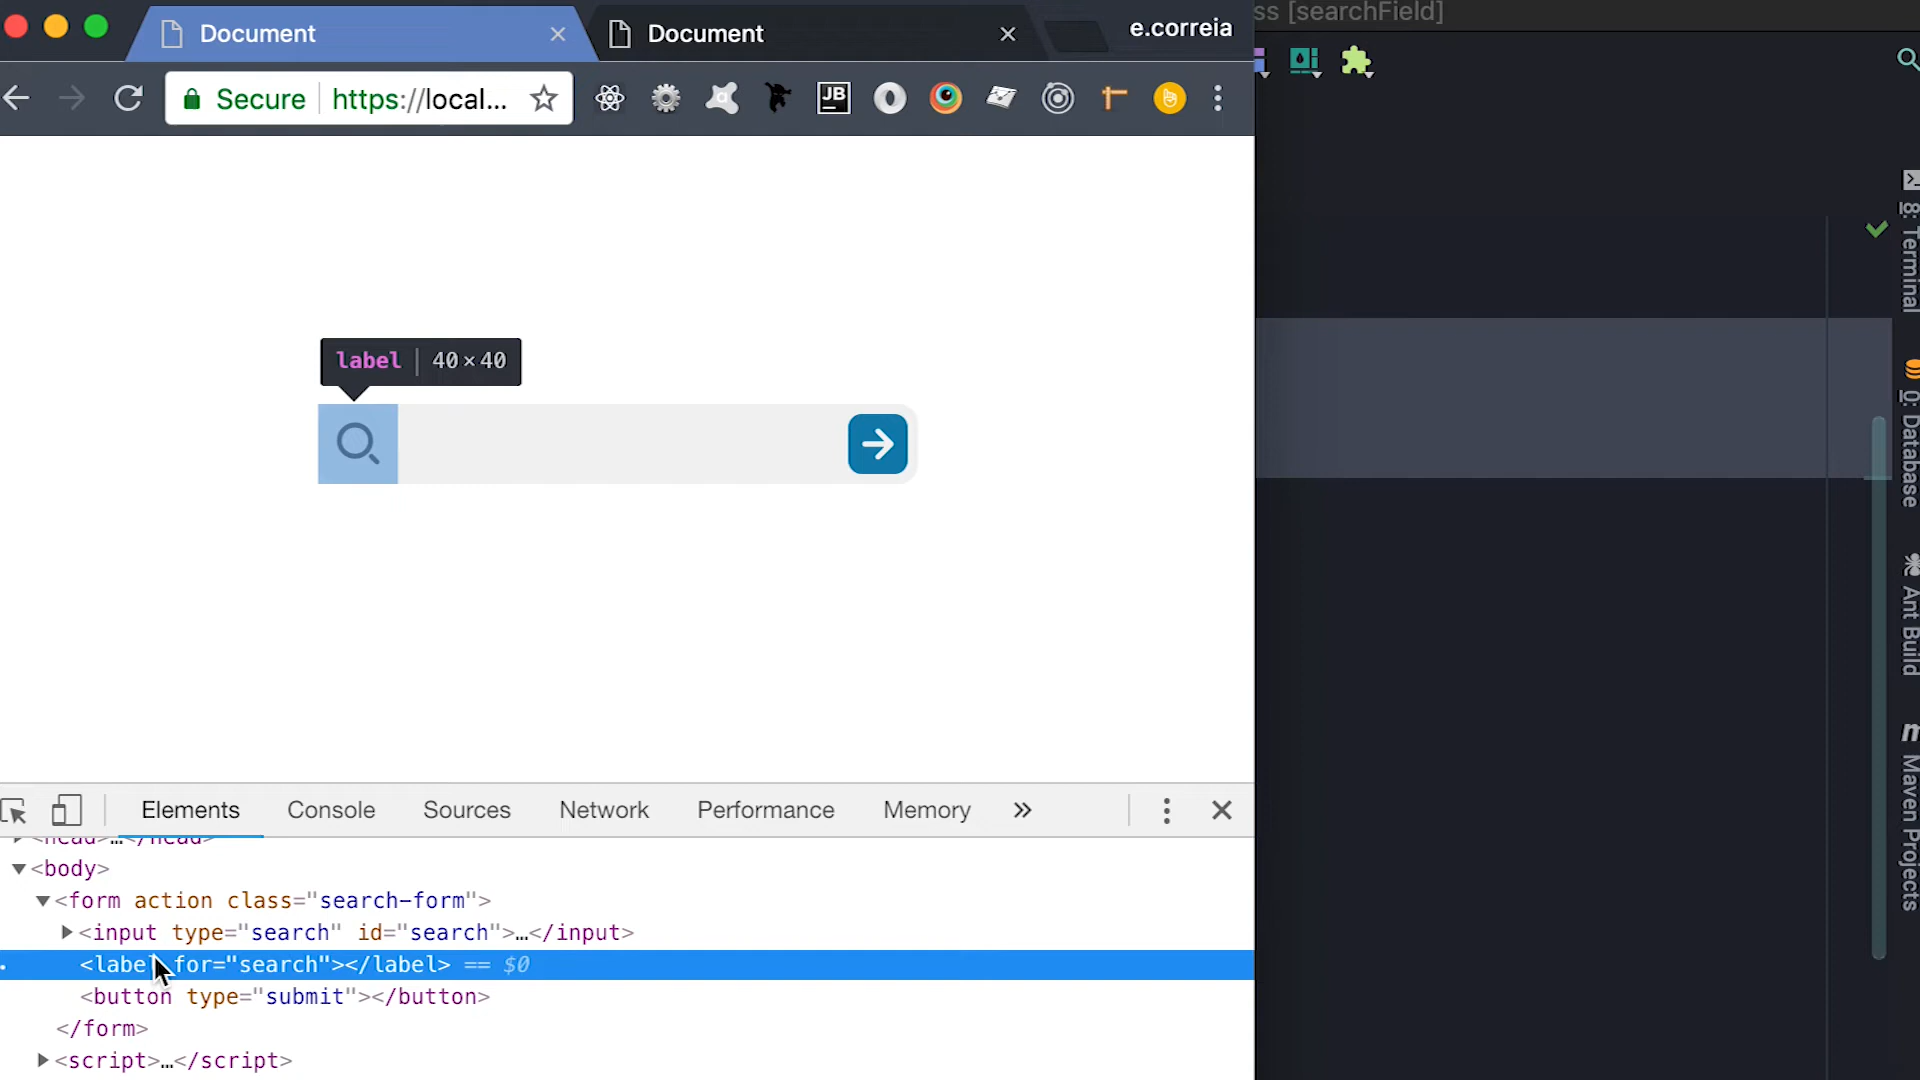 Document
Document
e.correia
ss [searchField]
Secure
https://local...
JB
label 40×40
Elements
Console
Sources
Network
Performance
Memory
<head>…</head>
<body>
<form action class="search-form">
<input type="search" id="search">…</input>
<label for="search"></label> == $0
<button type="submit"></button>
</form>
<script>…</script>
Terminal
0: Database
Ant Build
m Maven Projects